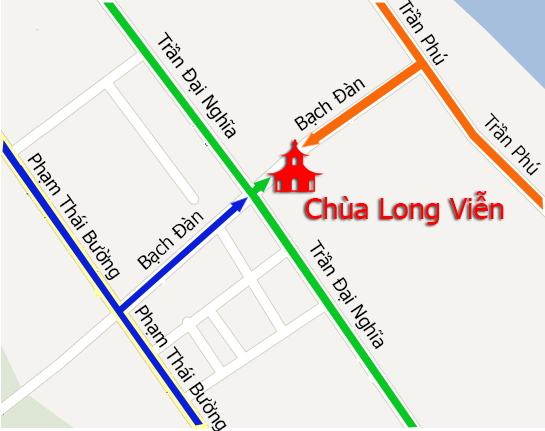 Trần Phú
Trần Đại Nghĩa
Bạch Đàn
Trần Phú
Phạm Thái Bường
Chùa Long Viễn
Bạch Đàn
Trần Đại Nghĩa
Phạm Thái Bường